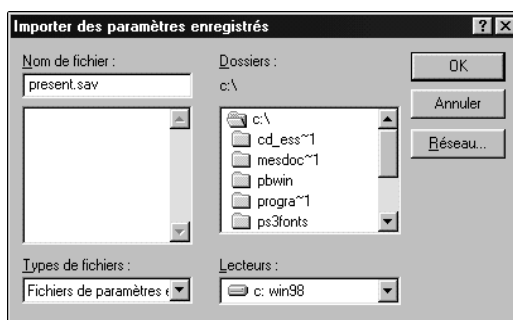 Importer des paramètres enregistrés
Nom de fichier :
present.sav
Types de fichiers :
Fichiers de paramètres e
Dossiers :
c:\
c:\
cd_ess~1
mesdoc~1
pbwin
progra~1
ps3fonts
Lecteurs :
c: win98
OK
Annuler
Réseau...